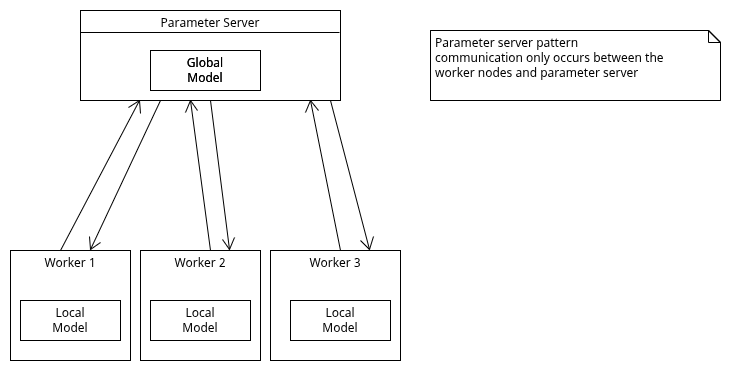 Parameter Server
Global
Model
Parameter server pattern
communication only occurs between the
worker nodes and parameter server
Worker 1
Local
Model
Worker 2
Local
Model
Worker 3
Local
Model